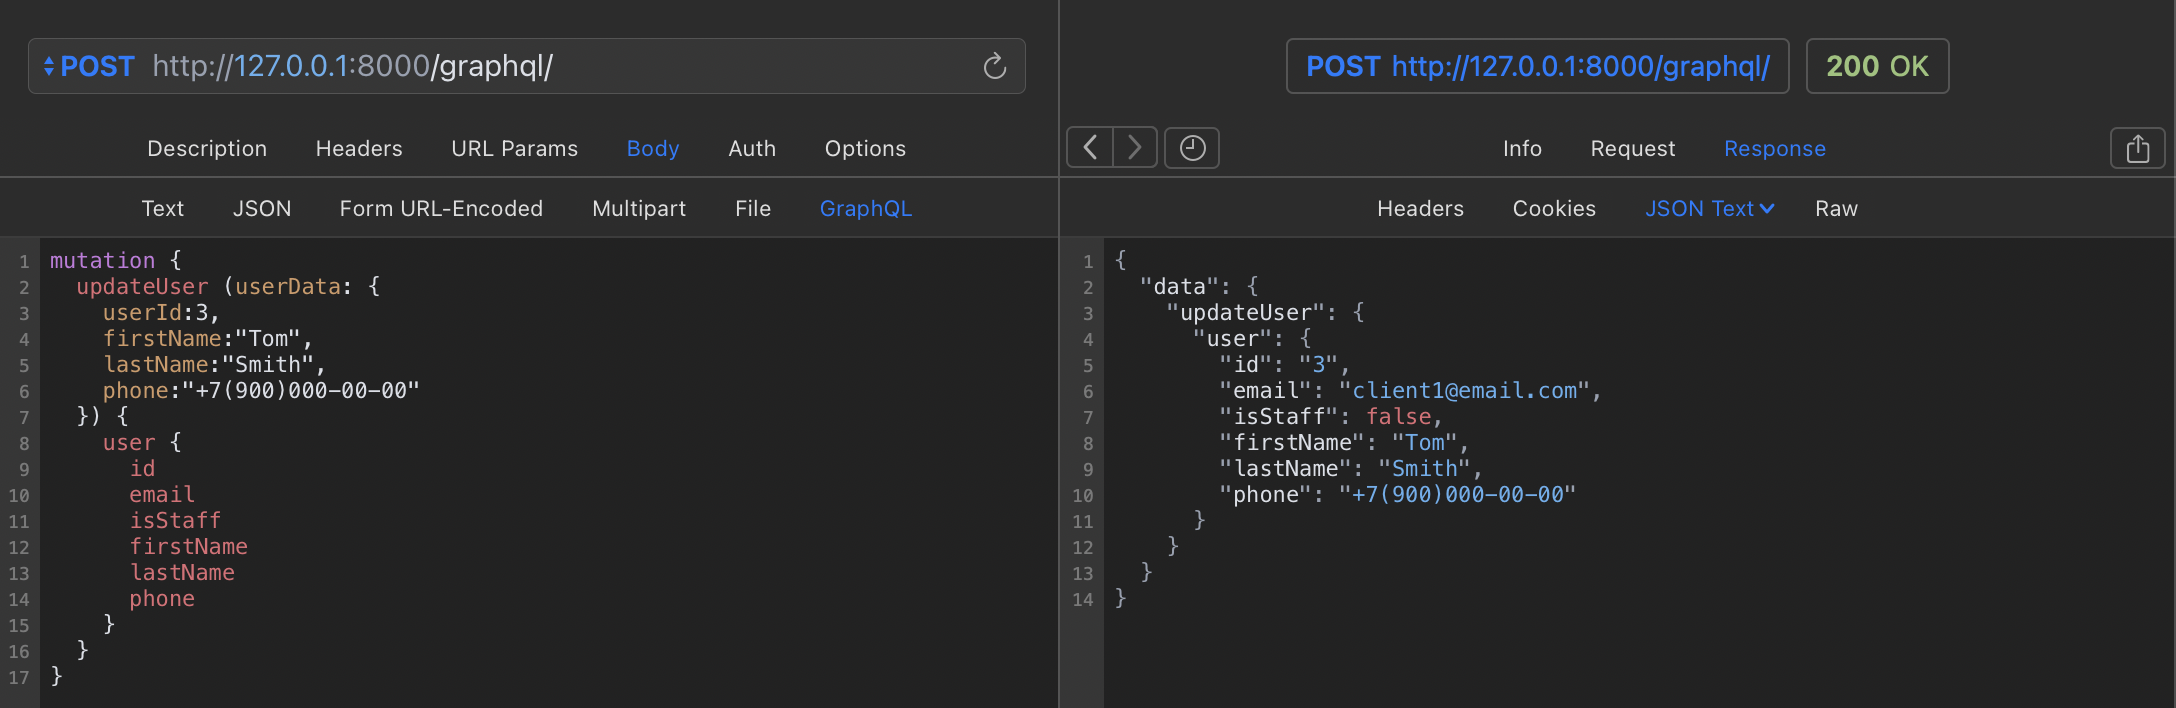 POST http://127.0.0.1:8000/graphql/
Description Headers URL Params Body Auth Options
Text JSON Form URL-Encoded Multipart File GraphQL
1 mutation {
2 updateUser (userData: {
3 userId:3,
4 firstName:"Tom",
5 lastName:"Smith",
6 phone:"+7(900)000-00-00"
7 }) {
8 user {
9 id
10 email
11 isStaff
12 firstName
13 lastName
14 phone
15 }
16 }
17 }
POST http://127.0.0.1:8000/graphql/ 200 OK
Info Request Response
Headers Cookies JSON Text Raw
1 {
2 "data": {
3 "updateUser": {
4 "user": {
5 "id": "3",
6 "email": "client1@email.com",
7 "isStaff": false,
8 "firstName": "Tom",
9 "lastName": "Smith",
10 "phone": "+7(900)000-00-00"
11 }
12 }
13 }
14 }